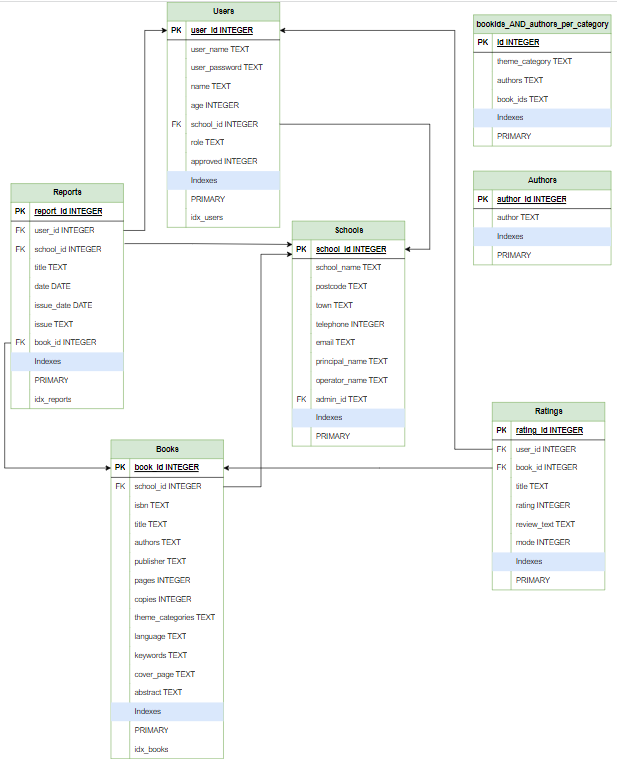 Users
PK user_id INTEGER
user_name TEXT
user_password TEXT
name TEXT
age INTEGER
FK school_id INTEGER
role TEXT
approved INTEGER
Indexes
PRIMARY
idx_users
bookids_AND_authors_per_category
PK id INTEGER
theme_category TEXT
authors TEXT
book_ids TEXT
Indexes
PRIMARY
Authors
PK author_id INTEGER
author TEXT
Indexes
PRIMARY
Reports
PK report_id INTEGER
FK user_id INTEGER
FK school_id INTEGER
title TEXT
date DATE
issue_date DATE
issue TEXT
FK book_id INTEGER
Indexes
PRIMARY
idx_reports
Schools
PK school_id INTEGER
school_name TEXT
postcode TEXT
town TEXT
telephone INTEGER
email TEXT
principal_name TEXT
operator_name TEXT
FK admin_id TEXT
Indexes
PRIMARY
Ratings
PK rating_id INTEGER
FK user_id INTEGER
FK book_id INTEGER
title TEXT
rating INTEGER
review_text TEXT
mode INTEGER
Indexes
PRIMARY
Books
PK book_id INTEGER
FK school_id INTEGER
isbn TEXT
title TEXT
authors TEXT
publisher TEXT
pages INTEGER
copies INTEGER
theme_categories TEXT
language TEXT
keywords TEXT
cover_page TEXT
abstract TEXT
Indexes
PRIMARY
idx_books